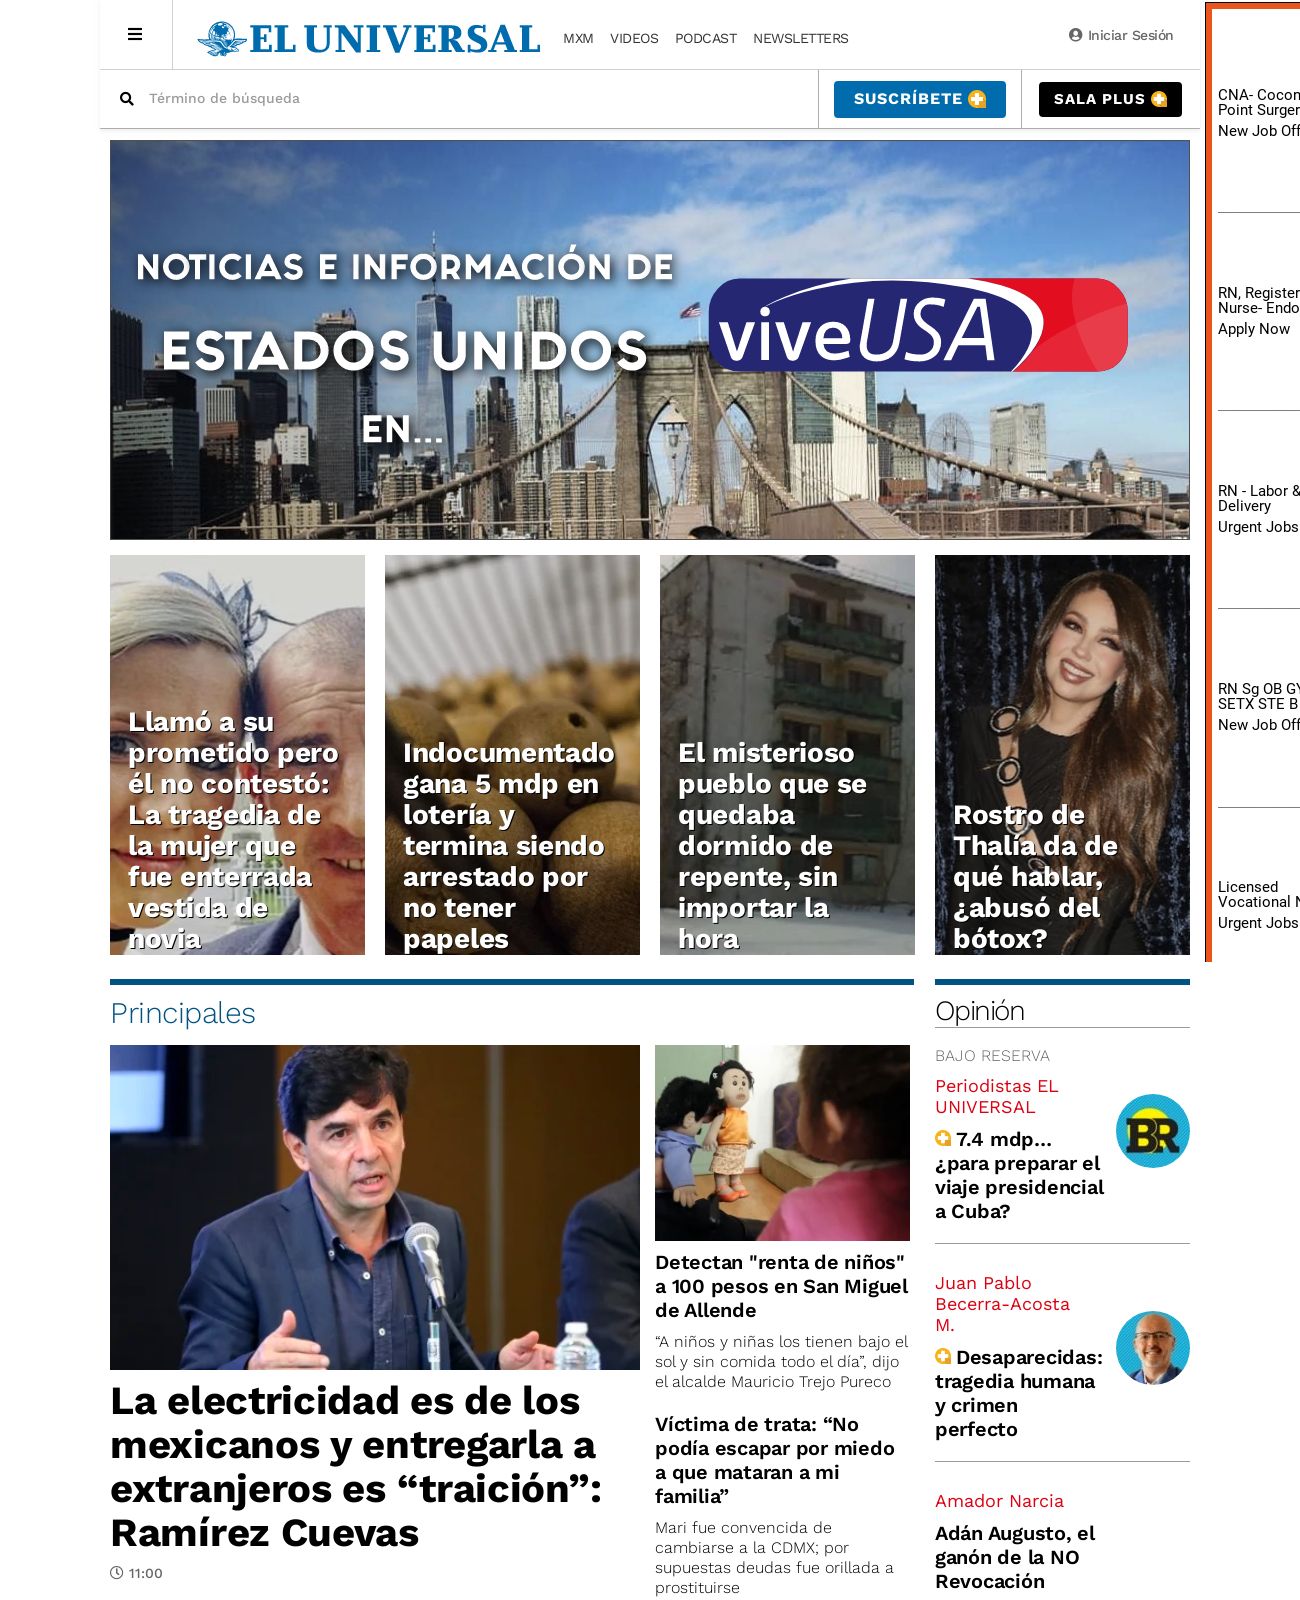 EL UNIVERSAL
MXM VIDEOS PODCAST NEWSLETTERS
Iniciar Sesión
Término de búsqueda
SUSCRÍBETE
SALA PLUS
NOTICIAS E INFORMACIÓN DE
ESTADOS UNIDOS
EN...
viveUSA
Llamó a su
prometido pero
él no contestó:
La tragedia de
la mujer que
fue enterrada
vestida de
novia
Indocumentado
gana 5 mdp en
lotería y
termina siendo
arrestado por
no tener
papeles
El misterioso
pueblo que se
quedaba
dormido de
repente, sin
importar la
hora
Rostro de
Thalía da de
qué hablar,
¿abusó del
bótox?
Principales
La electricidad es de los
mexicanos y entregarla a
extranjeros es “traición”:
Ramírez Cuevas
11:00
Detectan "renta de niños"
a 100 pesos en San Miguel
de Allende
“A niños y niñas los tienen bajo el
sol y sin comida todo el día”, dijo
el alcalde Mauricio Trejo Pureco
Víctima de trata: “No
podía escapar por miedo
a que mataran a mi
familia”
Mari fue convencida de
cambiarse a la CDMX; por
supuestas deudas fue orillada a
prostituirse
Opinión
BAJO RESERVA
Periodistas EL
UNIVERSAL
7.4 mdp…
¿para preparar el
viaje presidencial
a Cuba?
BR
Juan Pablo
Becerra-Acosta
M.
Desaparecidas:
tragedia humana
y crimen
perfecto
Amador Narcia
Adán Augusto, el
ganón de la NO
Revocación
CNA- Cocon
Point Surger
New Job Off
RN, Register
Nurse- Endo
Apply Now
RN - Labor &
Delivery
Urgent Jobs
RN Sg OB GY
SETX STE B
New Job Off
Licensed
Vocational N
Urgent Jobs